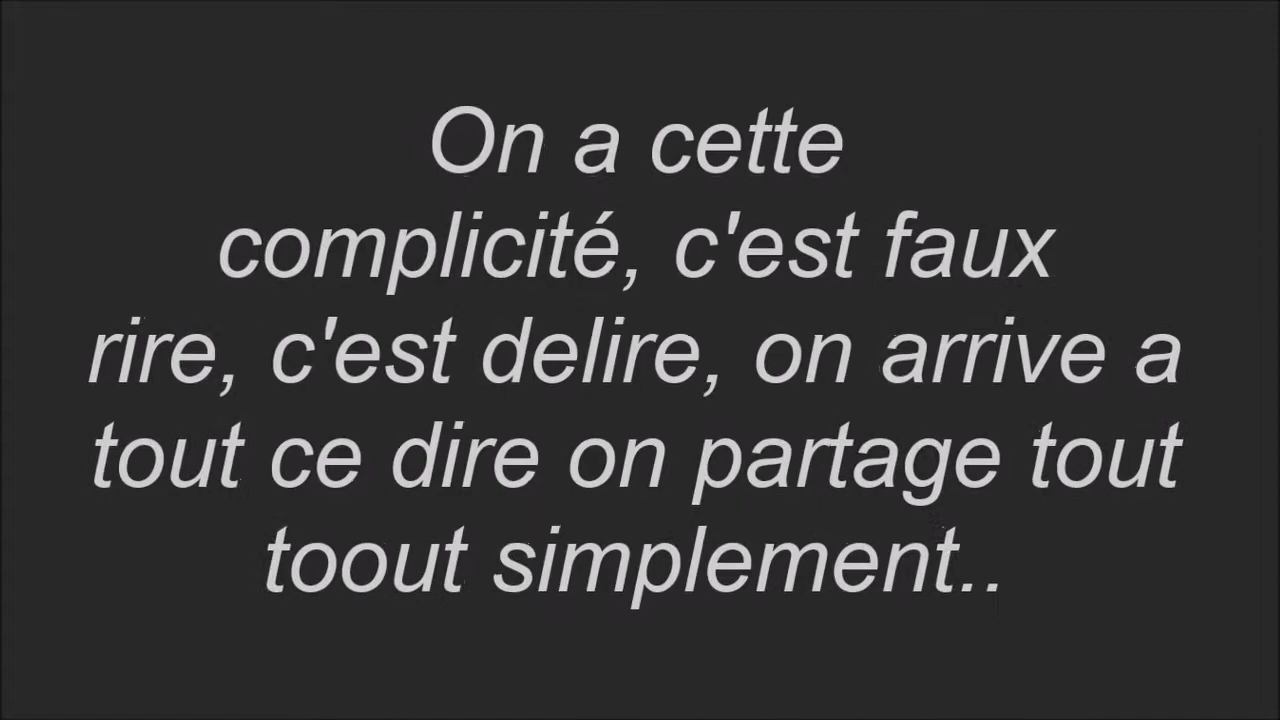 On a cette
complicité, c'est faux
rire, c'est delire, on arrive a
tout ce dire on partage tout
toout simplement..